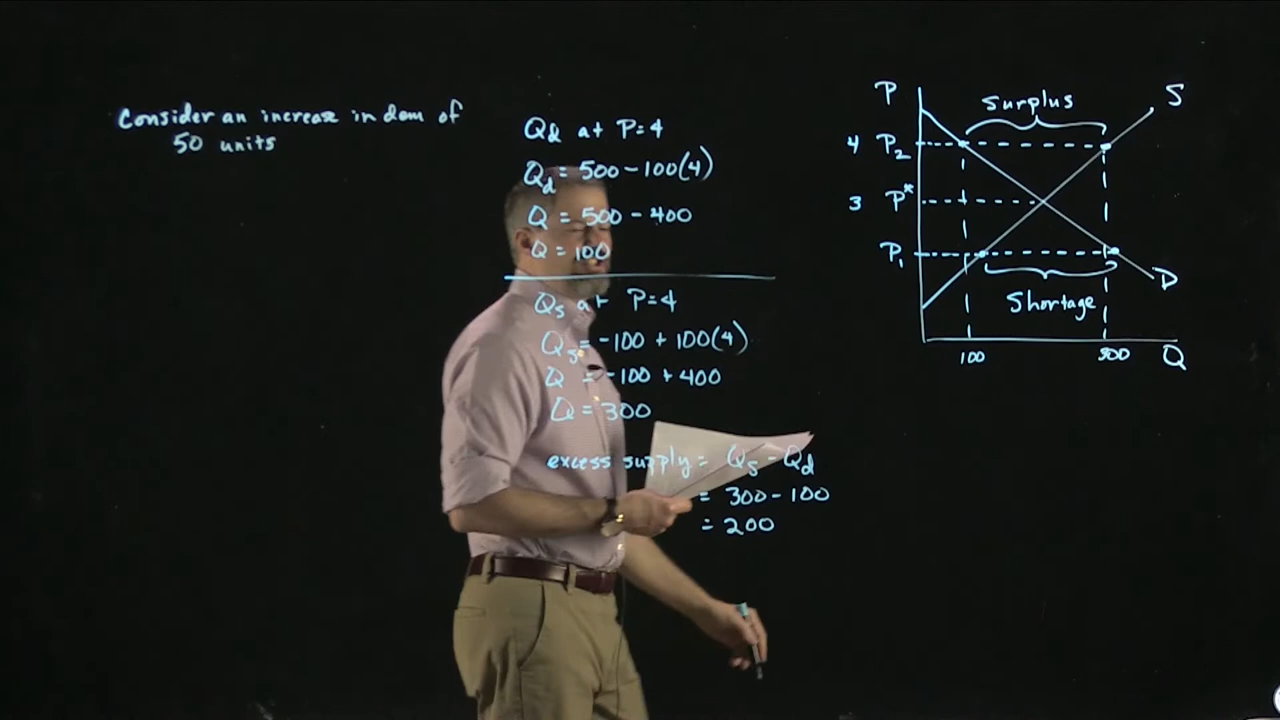 Consider an increase in dem of
50 units
Qd at P=4
Qd = 500 - 100(4)
Q = 500 - 400
Q = 100
Qs at P=4
Qs = -100 + 100(4)
Q = -100 + 400
Q = 300
excess supply = Qs - Qd
= 300 - 100
= 200
P
surplus
S
4 P2
3 P*
P1
D
Shortage
100
300
Q